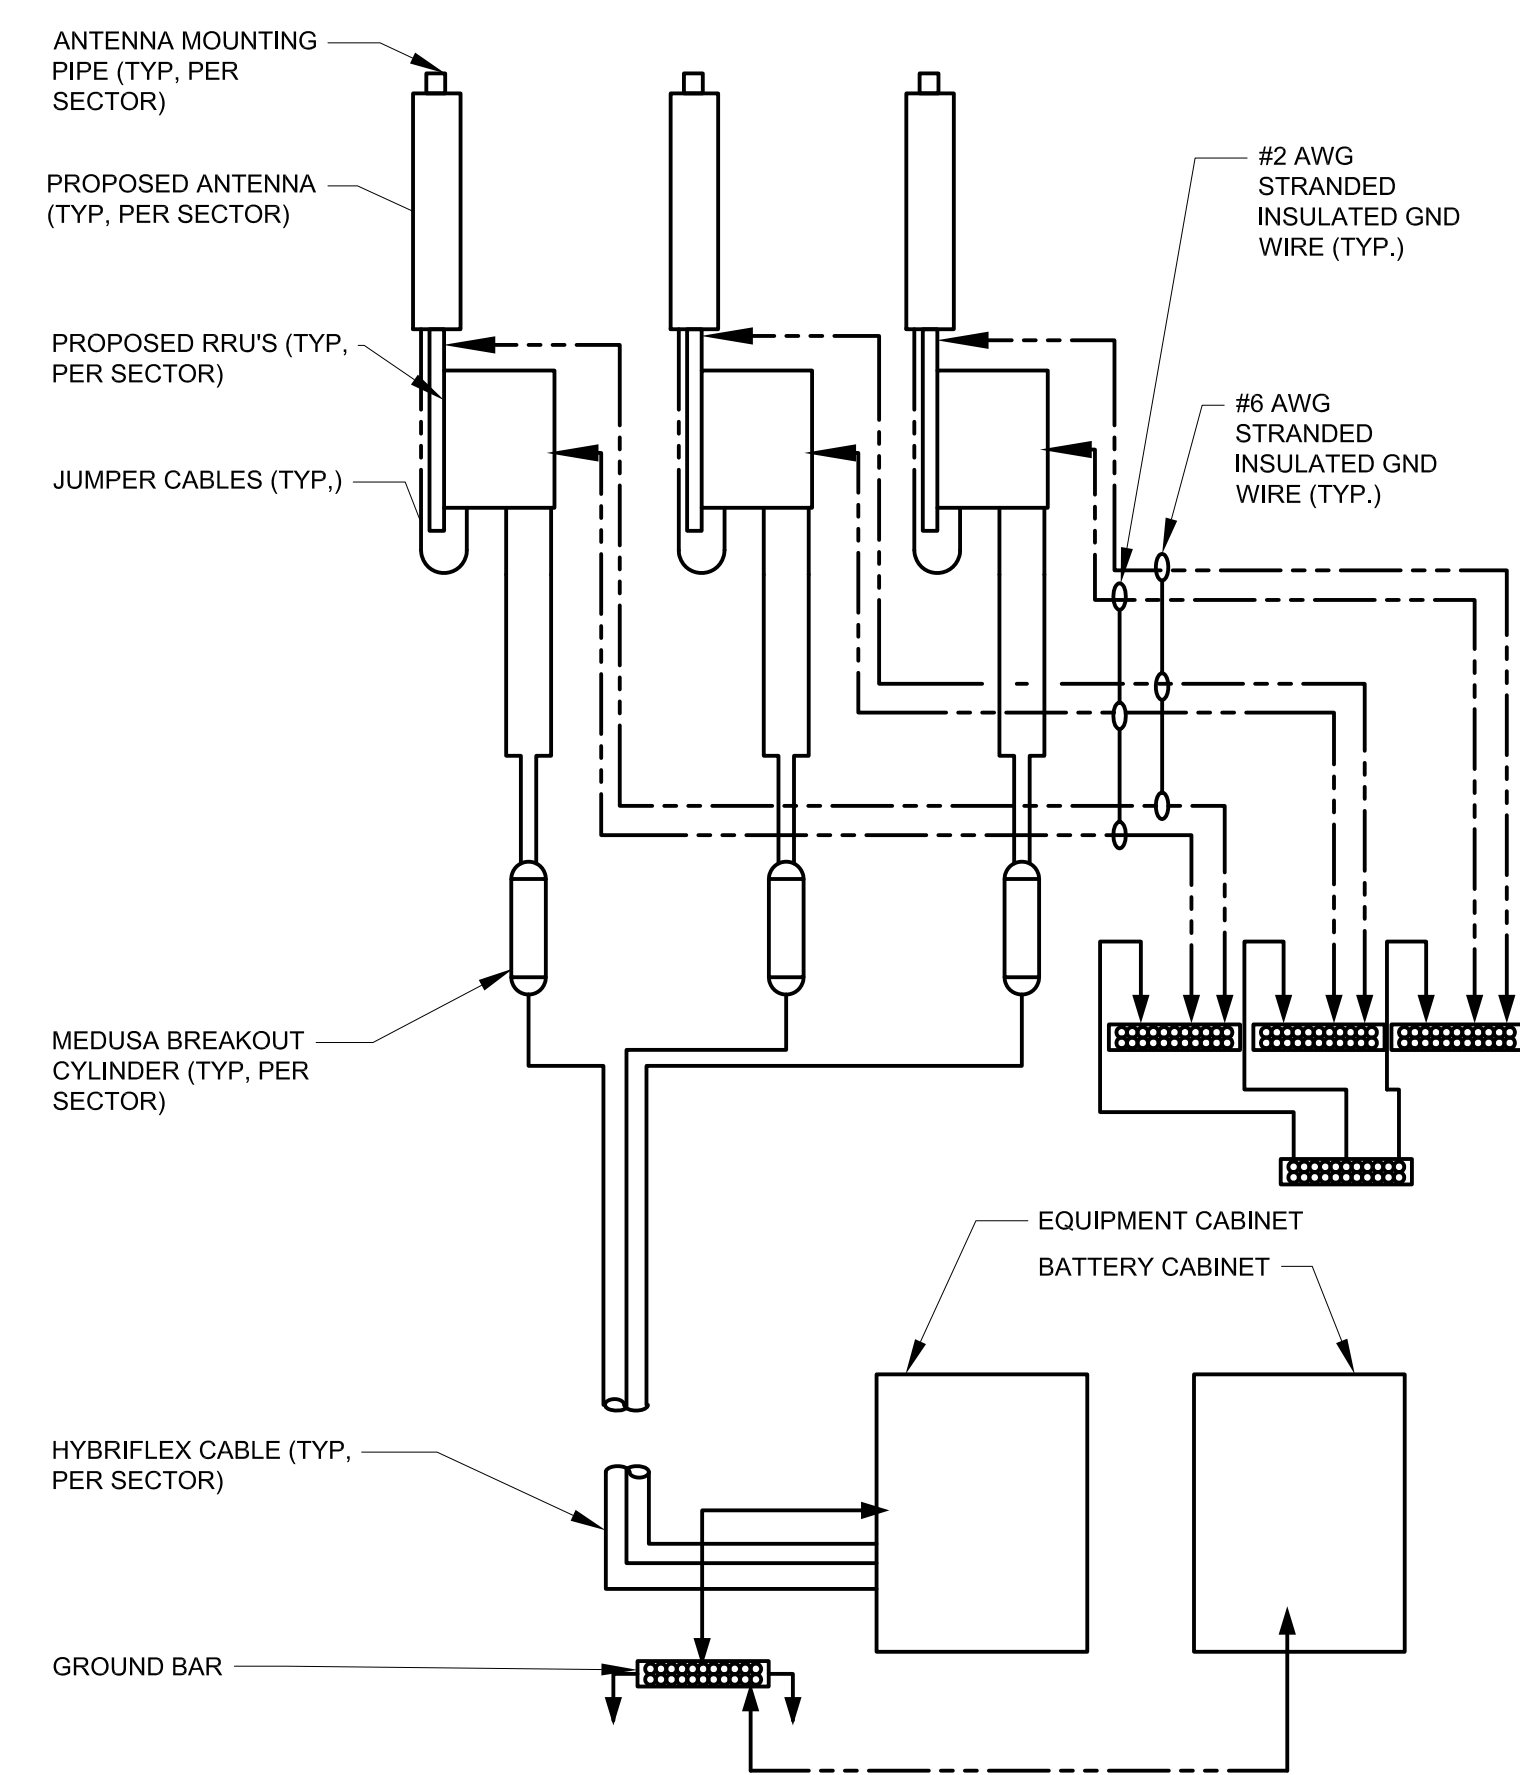 ANTENNA MOUNTING
PIPE (TYP, PER
SECTOR)
PROPOSED ANTENNA
(TYP, PER SECTOR)
PROPOSED RRU'S (TYP,
PER SECTOR)
JUMPER CABLES (TYP,)
#2 AWG
STRANDED
INSULATED GND
WIRE (TYP.)
#6 AWG
STRANDED
INSULATED GND
WIRE (TYP.)
MEDUSA BREAKOUT
CYLINDER (TYP, PER
SECTOR)
EQUIPMENT CABINET
BATTERY CABINET
HYBRIFLEX CABLE (TYP,
PER SECTOR)
GROUND BAR